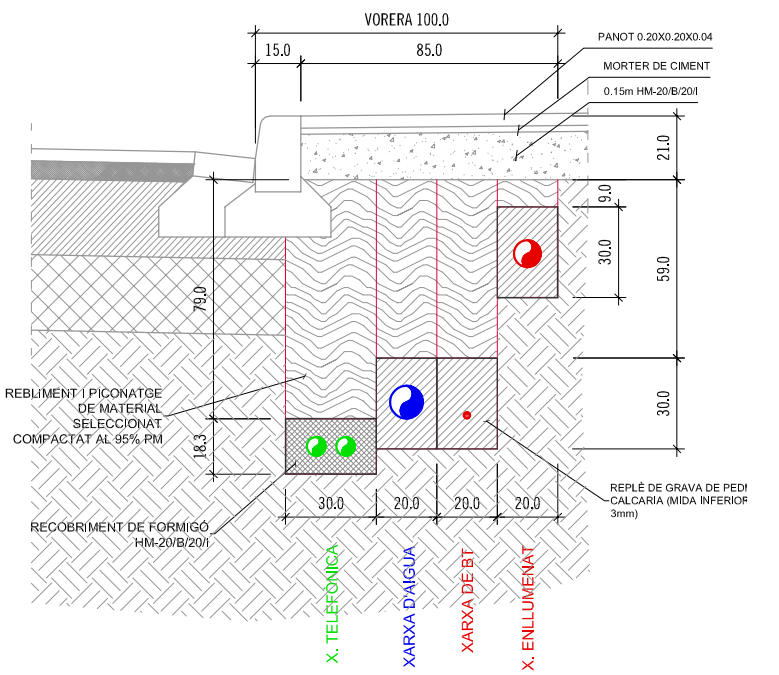 VORERA 100.0
15.0
85.0
PANOT 0.20X0.20X0.04
MORTER DE CIMENT
0.15m HM-20/B/20/I
21.0
9.0
30.0
59.0
30.0
79.0
18.3
REBLIMENT I PICONATGE
DE MATERIAL
SELECCIONAT
COMPACTAT AL 95% PM
RECOBRIMENT DE FORMIGÓ
HM-20/B/20/I
30.0
20.0
20.0
20.0
REPLÈ DE GRAVA DE PEDR
CALCARIA (MIDA INFERIOR
3mm)
X. TELEFÒNICA
XARXA D'AIGUA
XARXA DE BT
X. ENLLUMENAT